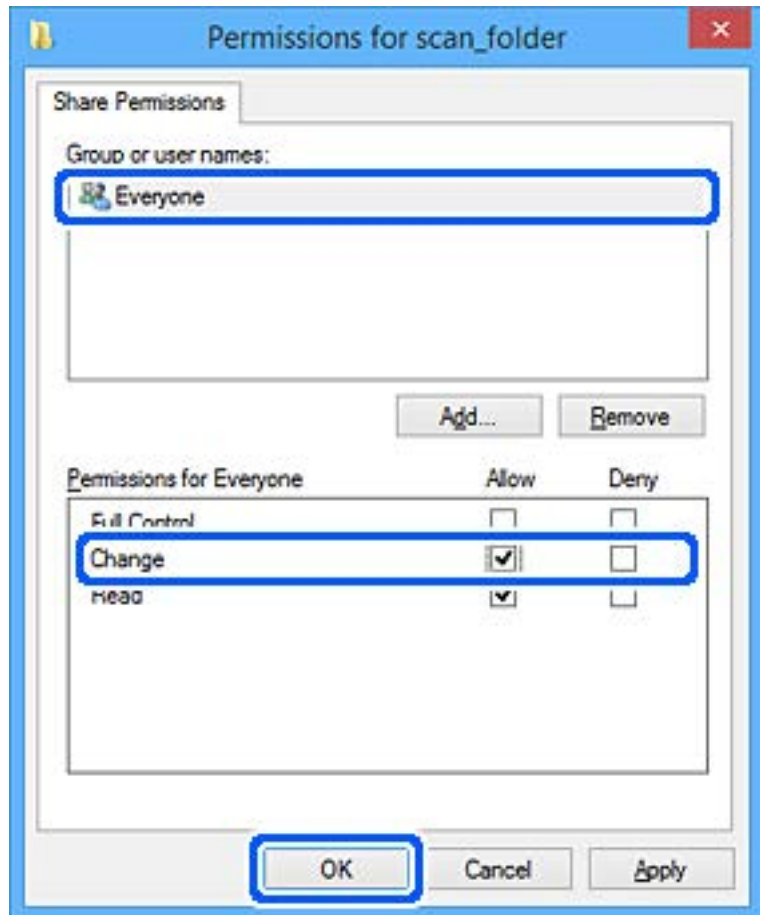 Permissions for scan_folder
Share Permissions
Group or user names:
Everyone
Add... Remove
Permissions for Everyone Allow Deny
Full Control
Change
Read
OK Cancel Apply